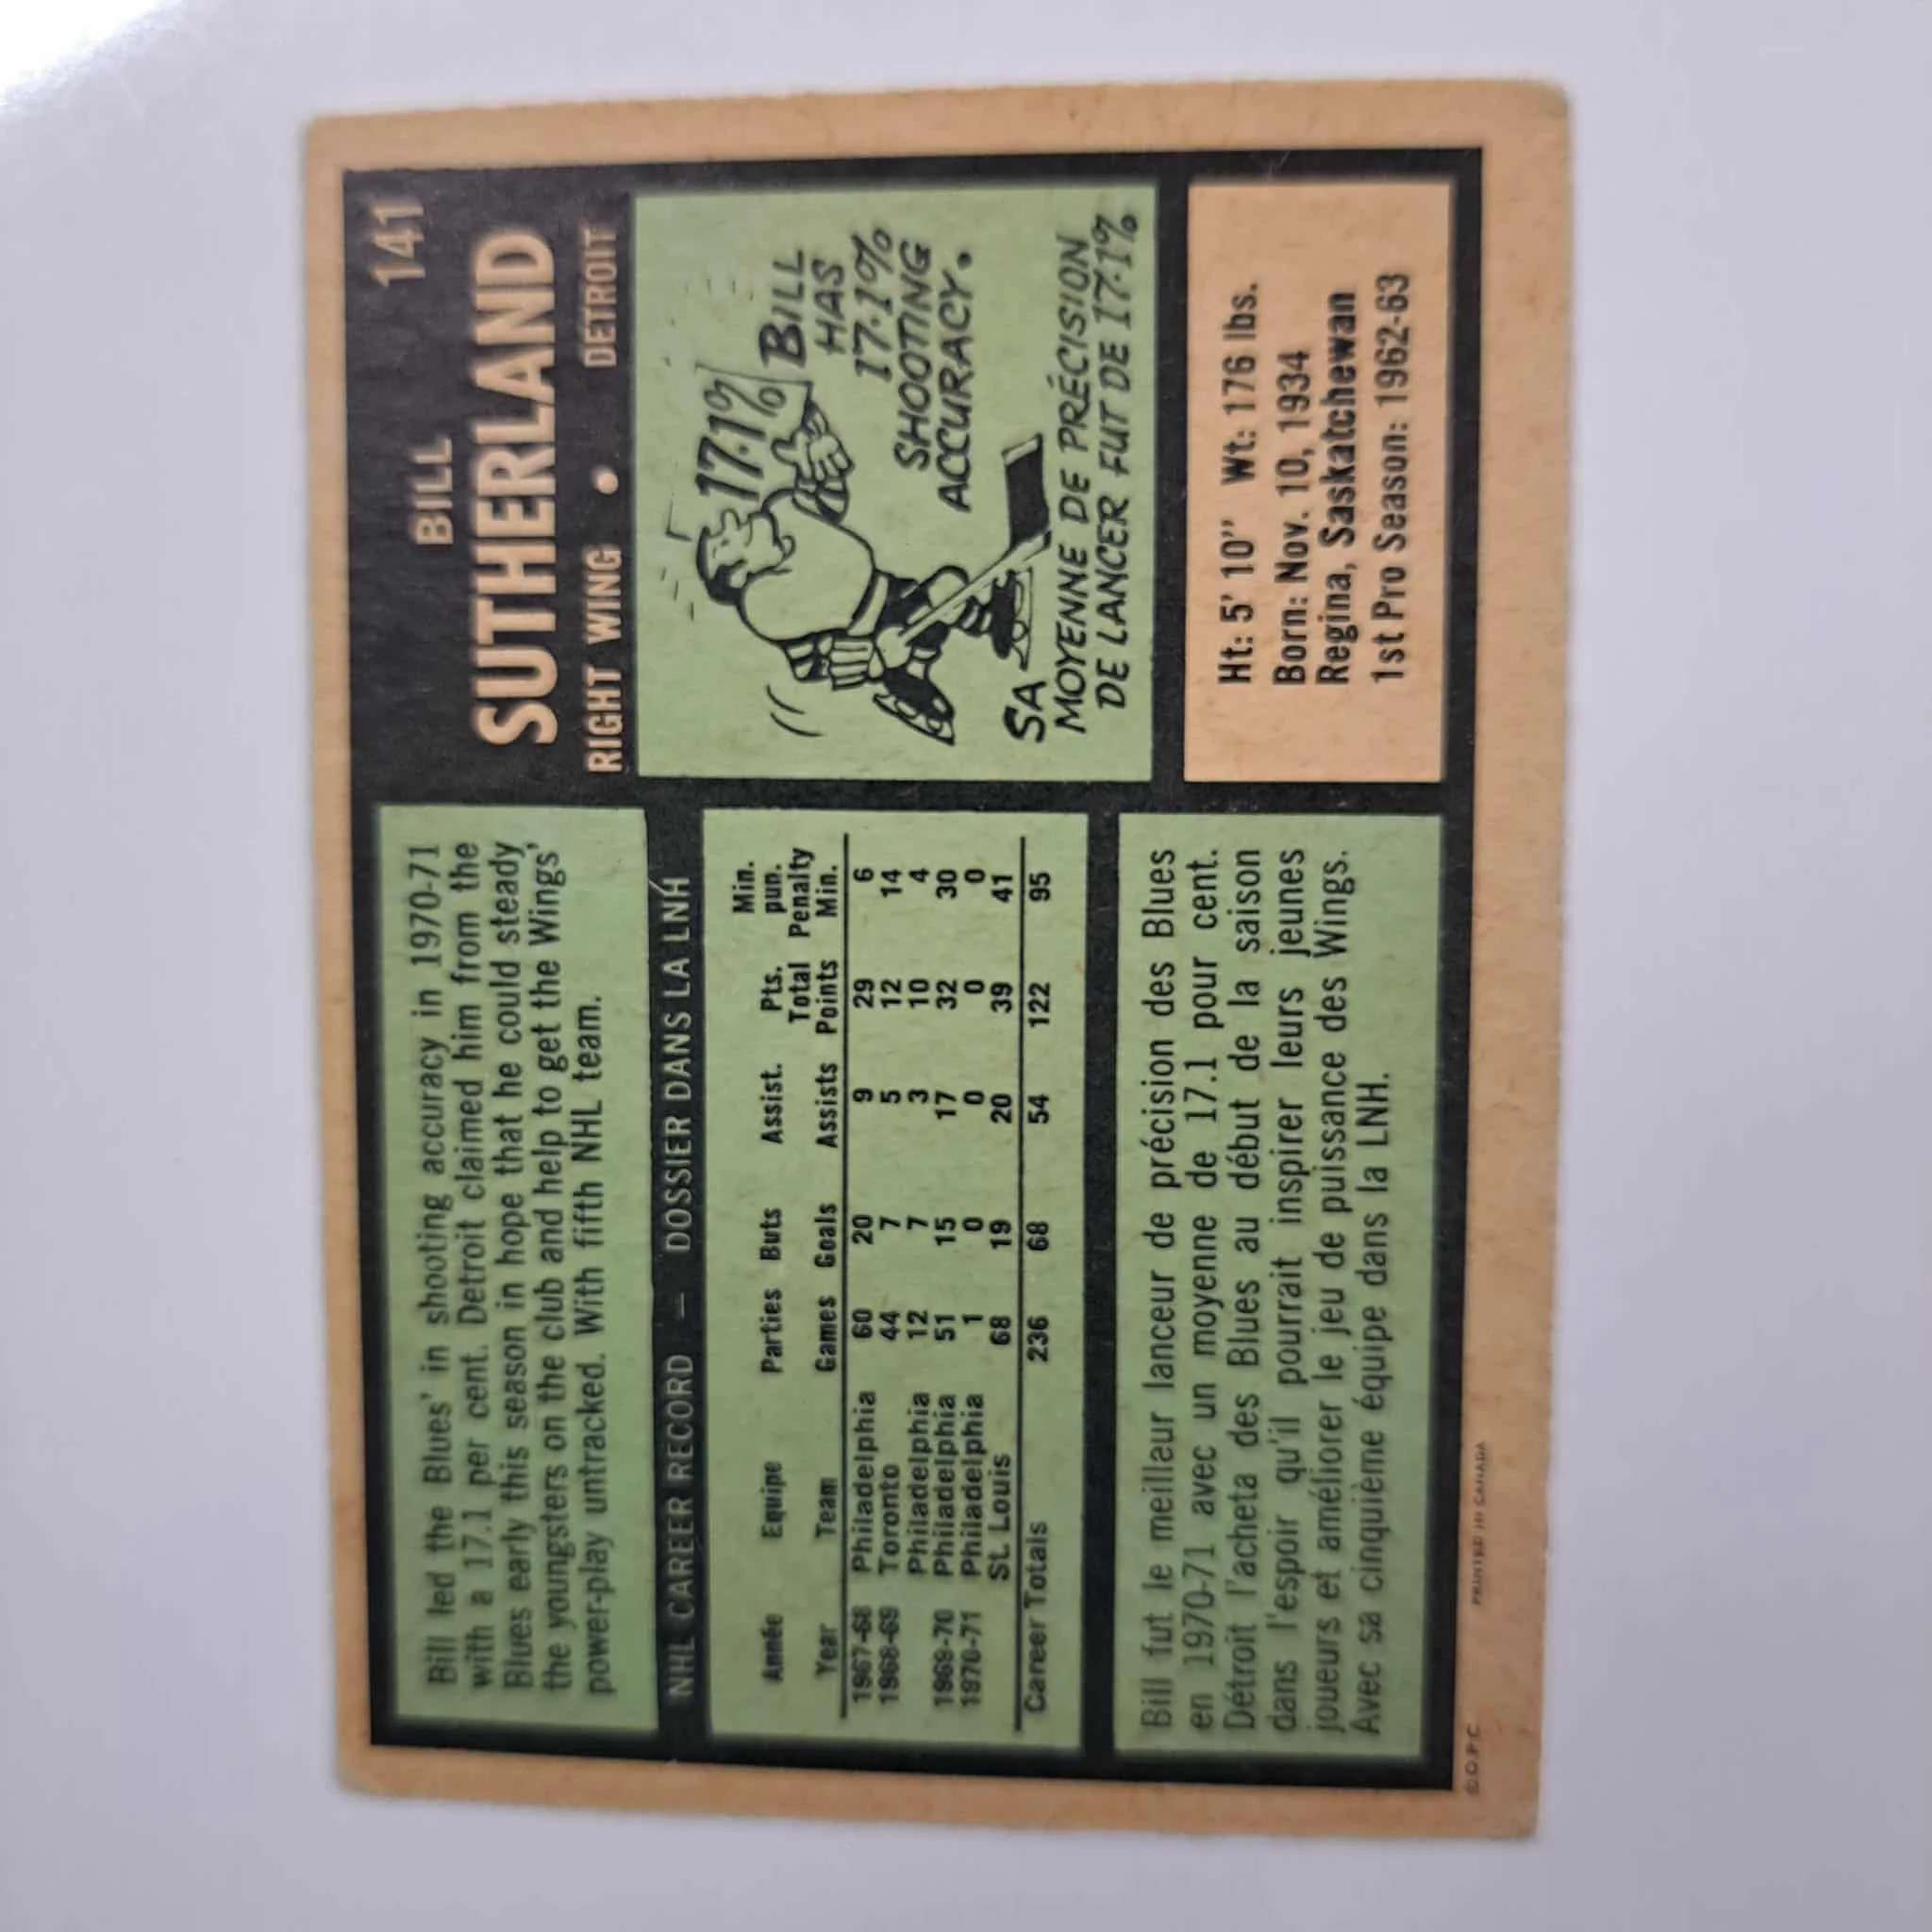 Bill led the Blues' in shooting accuracy in 1970-71
with a 17.1 per cent. Detroit claimed him from the
Blues early this season in hope that he could steady
the youngsters on the club and help to get the Wings'
power-play untracked. With fifth NHL team.
141
BILL
SUTHERLAND
RIGHT WING • DETROIT
NHL CAREER RECORD — DOSSIER DANS LA LNH
Année Equipe Parties Buts Assist. Pts. Min. pun.
Year Team Games Goals Assists Total Points Penalty Min.
1967-68 Philadelphia 60 20 9 29 6
1968-69 Toronto 44 7 5 12 14
Philadelphia 12 7 3 10 4
1969-70 Philadelphia 51 15 17 32 30
1970-71 Philadelphia 1 0 0 0 0
St. Louis 68 19 20 39 41
Career Totals 236 68 54 122 95
17.1%
BILL
HAS
17.1%
SHOOTING
ACCURACY.
SA
MOYENNE DE PRÉCISION
DE LANCER FUT DE 17.1%
Bill fut le meilleur lanceur de précision des Blues
en 1970-71 avec un moyenne de 17.1 pour cent.
Détroit l'acheta des Blues au début de la saison
dans l'espoir qu'il pourrait inspirer leurs jeunes
joueurs et améliorer le jeu de puissance des Wings.
Avec sa cinquième équipe dans la LNH.
Ht: 5' 10" Wt: 176 lbs.
Born: Nov. 10, 1934
Regina, Saskatchewan
1st Pro Season: 1962-63
© O.P.C. PRINTED IN CANADA